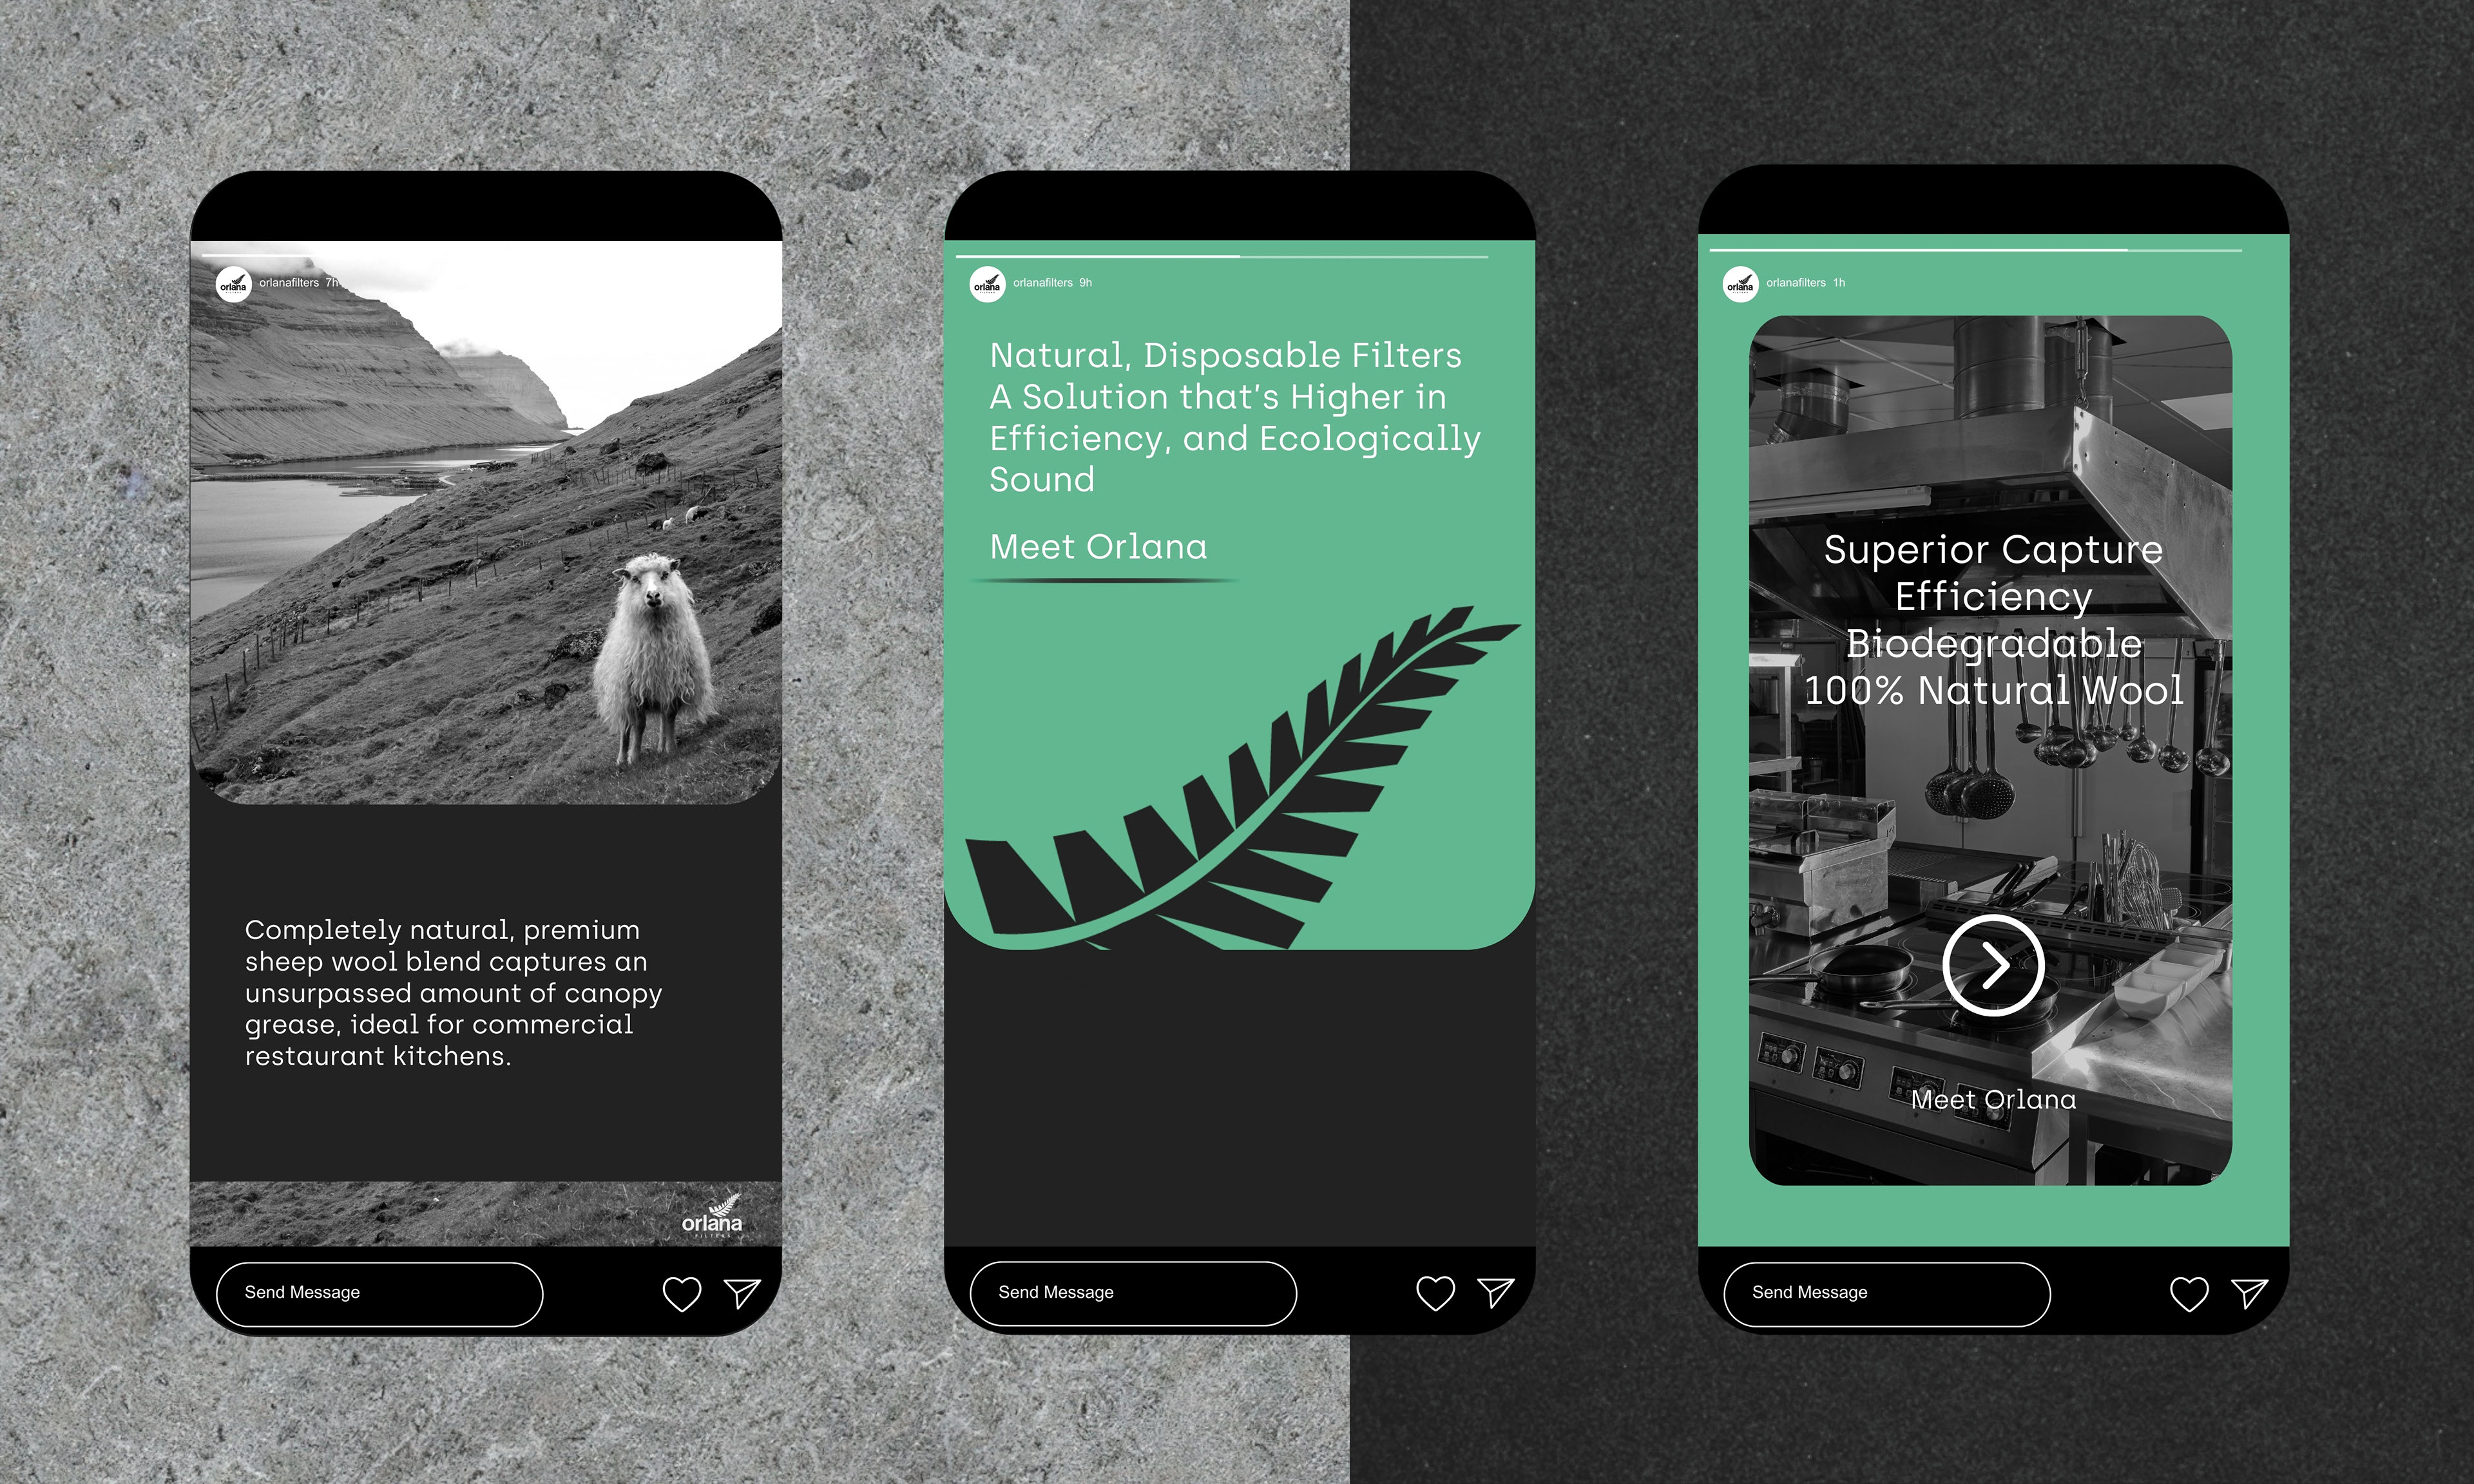 orlana
orlanafilters 7h
Completely natural, premium
sheep wool blend captures an
unsurpassed amount of canopy
grease, ideal for commercial
restaurant kitchens.
orlana
FILTERS
Send Message
orlana
orlanafilters 9h
Natural, Disposable Filters
A Solution that's Higher in
Efficiency, and Ecologically
Sound
Meet Orlana
Send Message
orlana
orlanafilters 1h
Superior Capture
Efficiency
Biodegradable
100% Natural Wool
Meet Orlana
Send Message